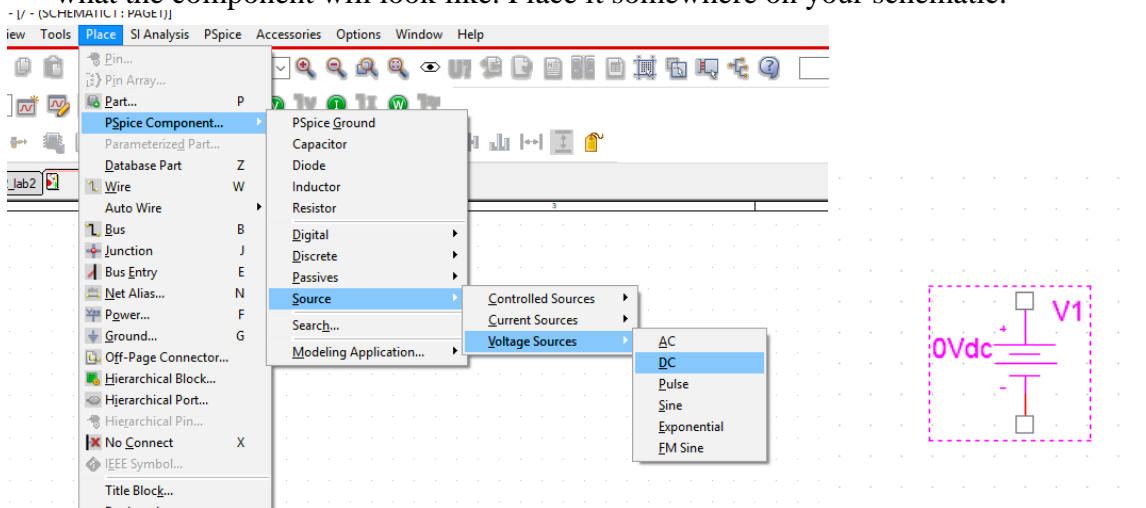 what the component will look like. Place it somewhere on your schematic.
- [/ - (SCHEMATIC1 : PAGE1)]
iew Tools Place SI Analysis PSpice Accessories Options Window Help
Pin...
Pin Array...
Part... P
PSpice Component...
Parameterized Part...
Database Part Z
Wire W
Auto Wire
Bus B
Junction J
Bus Entry E
Net Alias... N
Power... F
Ground... G
Off-Page Connector...
Hierarchical Block...
Hierarchical Port...
Hierarchical Pin...
No Connect X
IEEE Symbol...
Title Block...
PSpice Ground
Capacitor
Diode
Inductor
Resistor
Digital
Discrete
Passives
Source
Search...
Modeling Application...
Controlled Sources
Current Sources
Voltage Sources
AC
DC
Pulse
Sine
Exponential
FM Sine
_lab2
3
V1
0Vdc
+
-